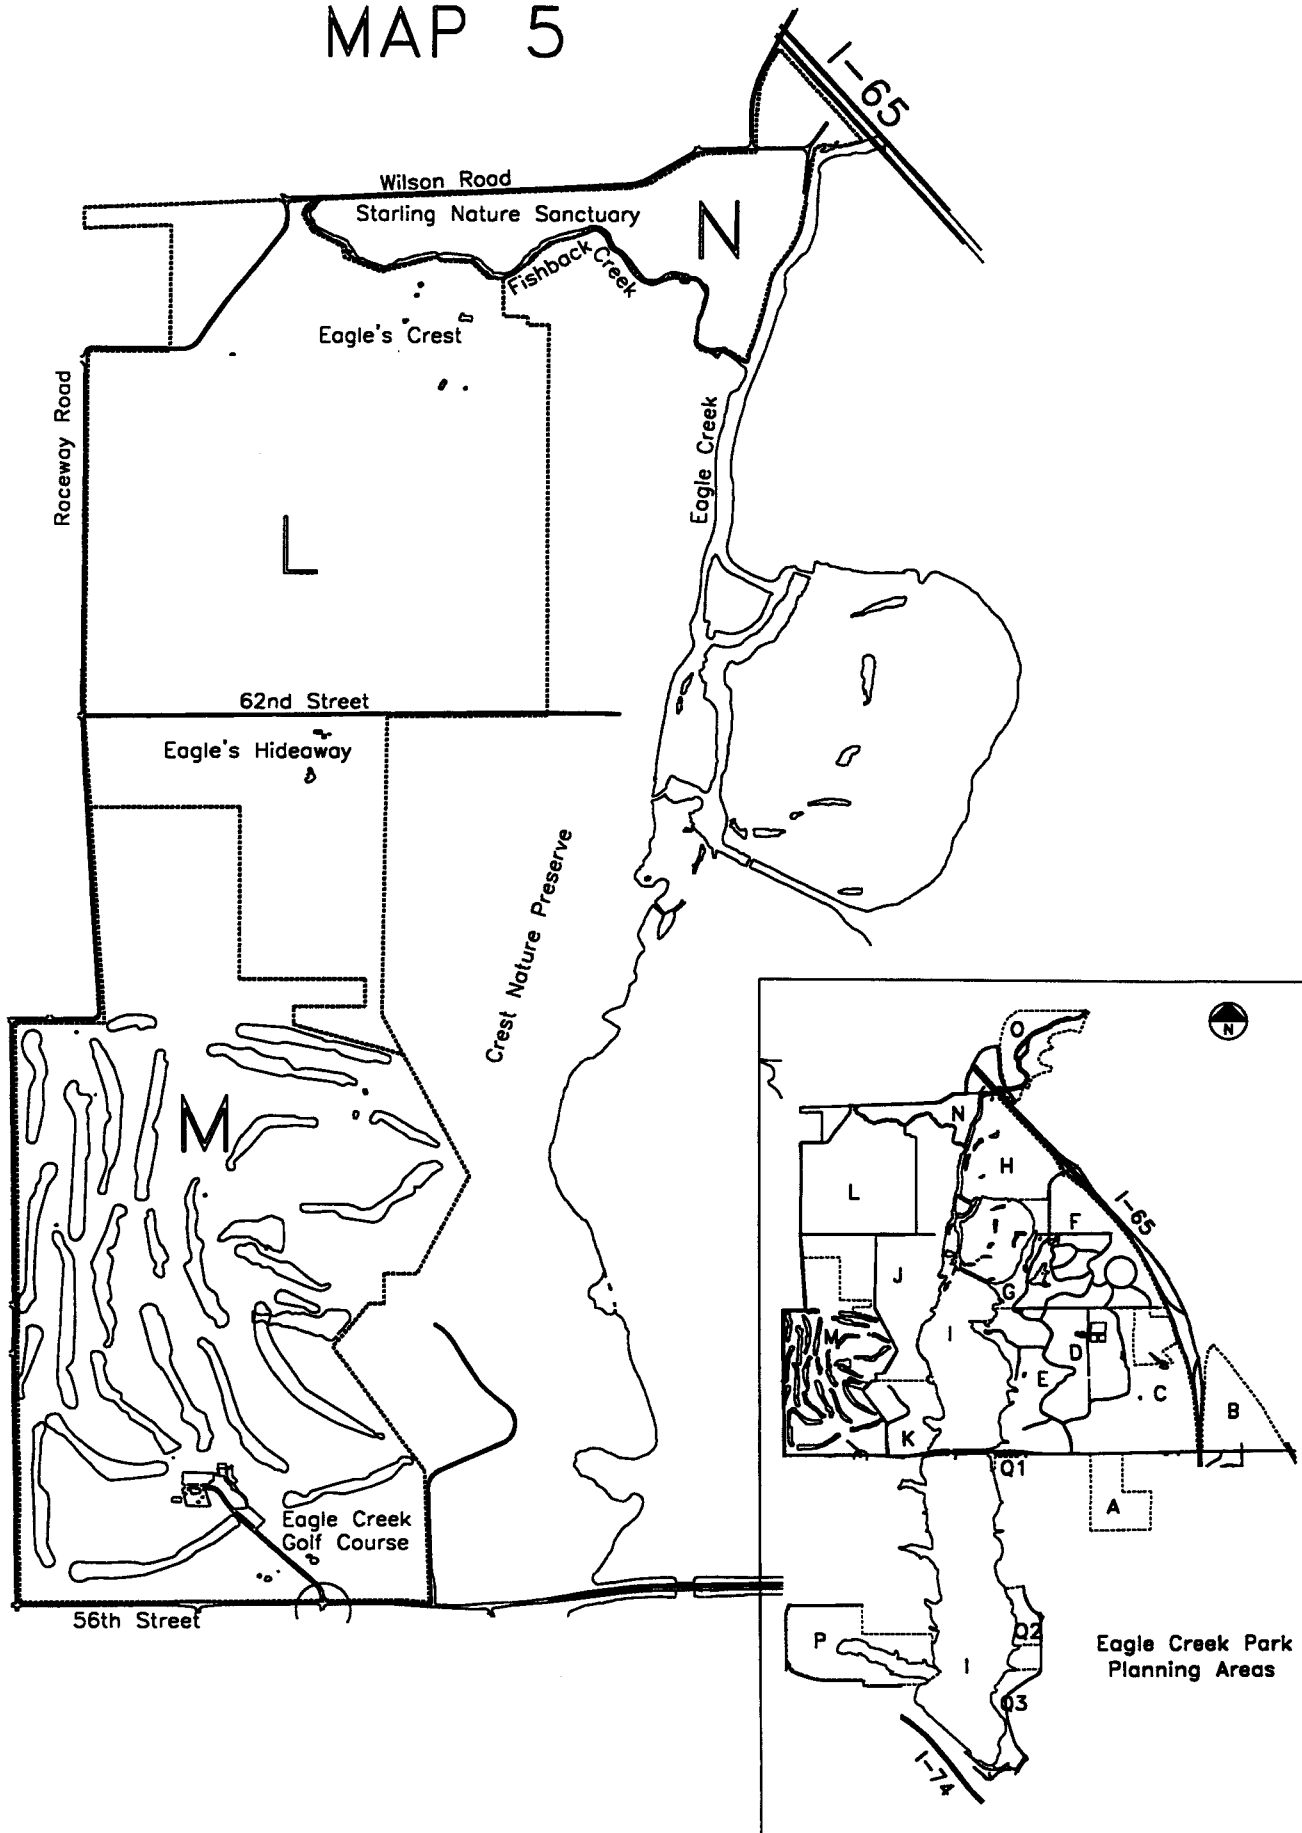 MAP 5
I-65
Wilson Road
Starling Nature Sanctuary
N
Fishback Creek
Eagle's Crest
Raceway Road
Eagle Creek
L
62nd Street
Eagle's Hideaway
Crest Nature Preserve
M
Eagle Creek
Golf Course
56th Street
N
O
N
H
L
I-65
F
J
G
I
M
D
E
C
B
K
Q1
A
Q2
P
Eagle Creek Park
Planning Areas
I
Q3
I-74